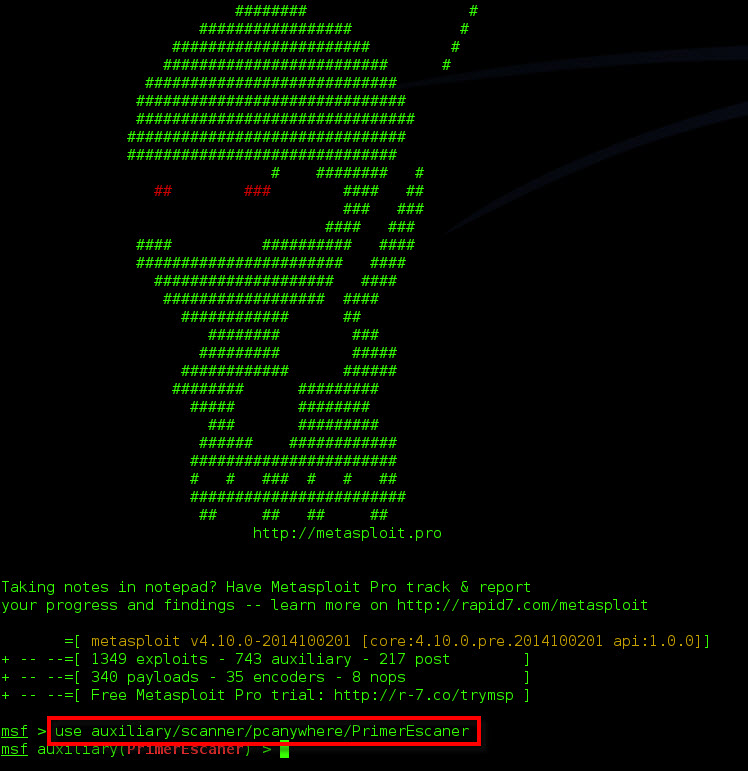 http://metasploit.pro
Taking notes in notepad? Have Metasploit Pro track & report
your progress and findings -- learn more on http://rapid7.com/metasploit
=[ metasploit v4.10.0-2014100201 [core:4.10.0.pre.2014100201 api:1.0.0]]
+ -- --=[ 1349 exploits - 743 auxiliary - 217 post ]
+ -- --=[ 340 payloads - 35 encoders - 8 nops ]
+ -- --=[ Free Metasploit Pro trial: http://r-7.co/trymsp ]
msf > use auxiliary/scanner/pcanywhere/PrimerEscaner
msf auxiliary(PrimerEscaner) >